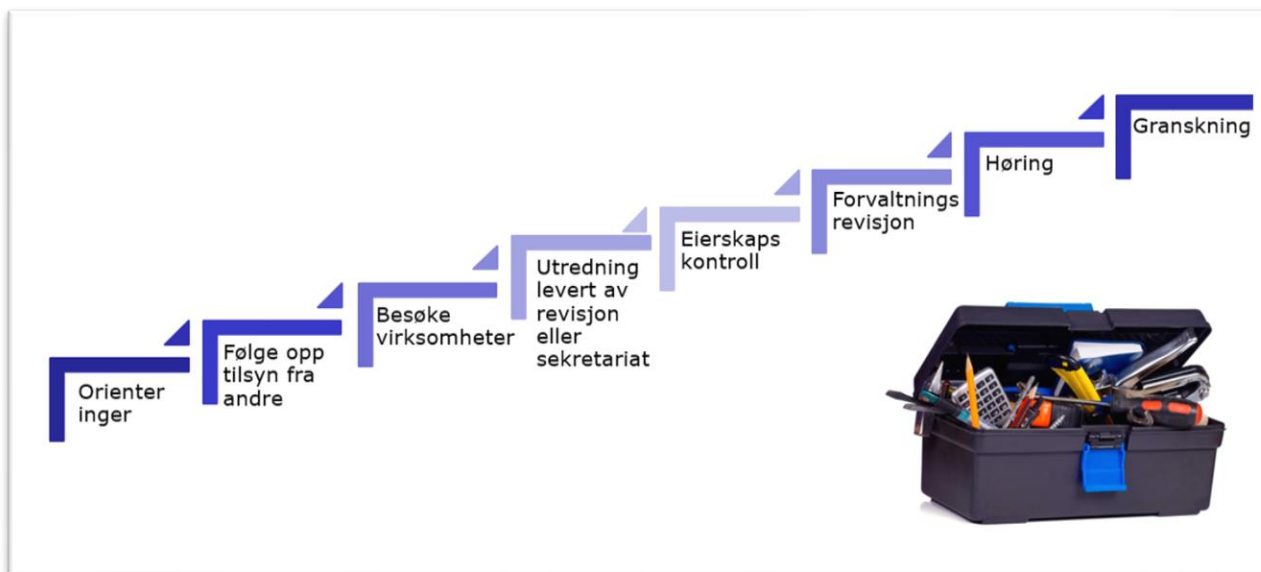 Orienter
inger
Følge opp
tilsyn fra
andre
Besøke
virksomheter
Utredning
levert av
revisjon
eller
sekretariat
Eierskaps
kontroll
Forvaltnings
revisjon
Høring
Granskning